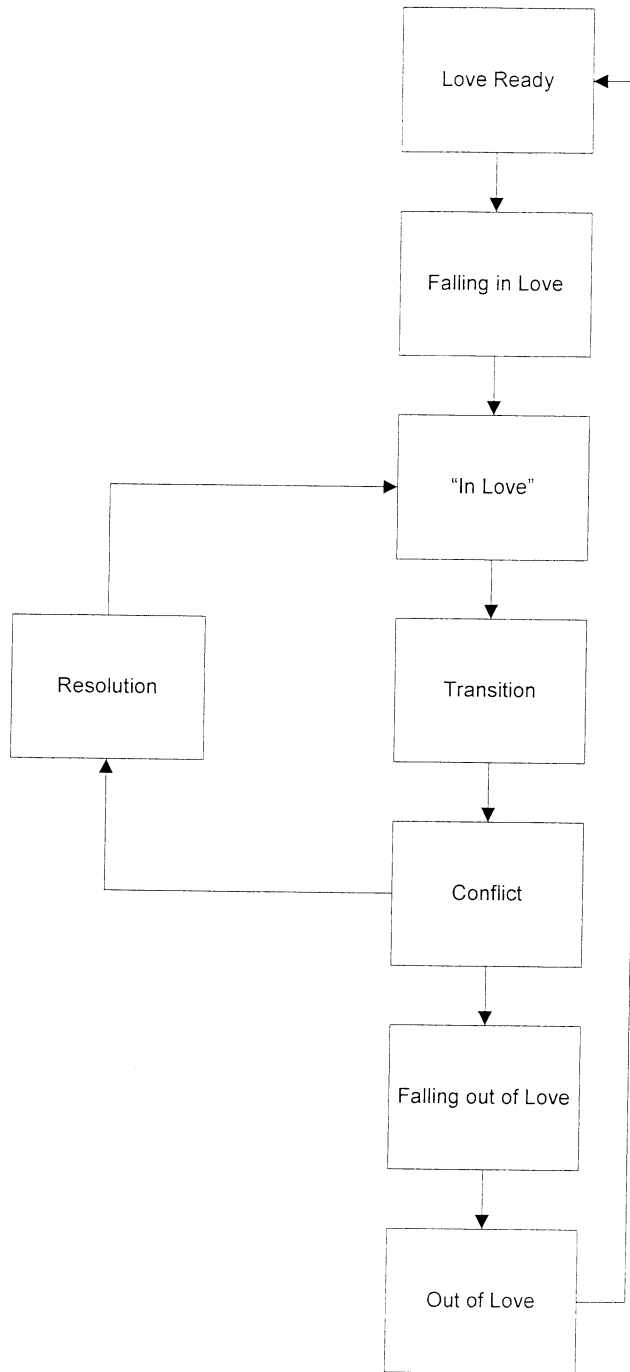 Love Ready
Falling in Love
“In Love”
Resolution
Transition
Conflict
Falling out of Love
Out of Love